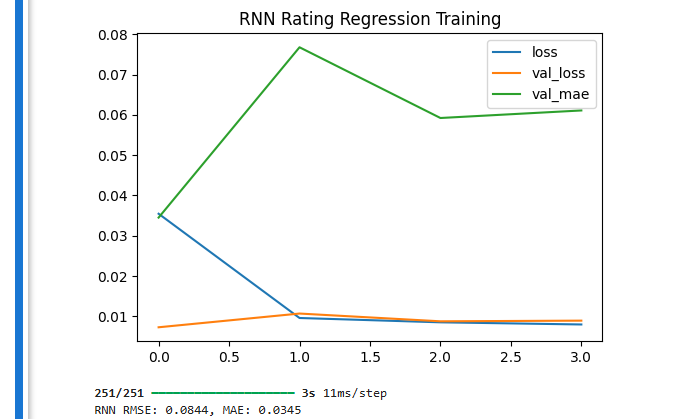 RNN Rating Regression Training
0.08
0.07
0.06
0.05
0.04
0.03
0.02
0.01
loss
val_loss
val_mae
0.0 0.5 1.0 1.5 2.0 2.5 3.0
251/251 ━━━━━━━━━━━━━━━━━━━━ 3s 11ms/step
RNN RMSE: 0.0844, MAE: 0.0345